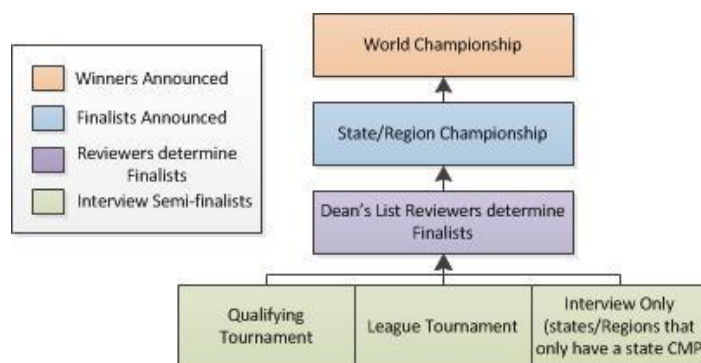 World Championship
Winners Announced
Finalists Announced
State/Region Championship
Reviewers determine
Finalists
Interview Semi-finalists
Dean's List Reviewers determine
Finalists
Qualifying
Tournament
League Tournament
Interview Only
(states/Regions that
only have a state CMP